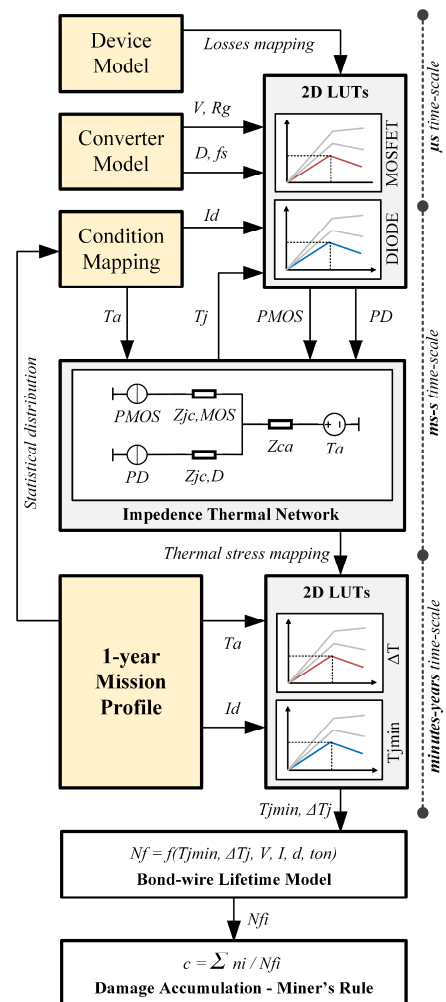 Device
Model
Losses mapping
2D LUTs
MOSFET
Converter
Model
V, Rg
D, fs
DIODE
Condition
Mapping
Id
Ta
Tj
PMOS
PD
PMOS
Zjc,MOS
Zca
Ta
PD
Zjc,D
Impedence Thermal Network
Statistical distribution
Thermal stress mapping
2D LUTs
ΔT
Tjmin
1-year
Mission
Profile
Ta
Id
Tjmin, ΔTj
Nf = f(Tjmin, ΔTj, V, I, d, ton)
Bond-wire Lifetime Model
Nfi
c = Σ ni / Nfi
Damage Accumulation - Miner's Rule
μs time-scale
ms-s time-scale
minutes-years time-scale